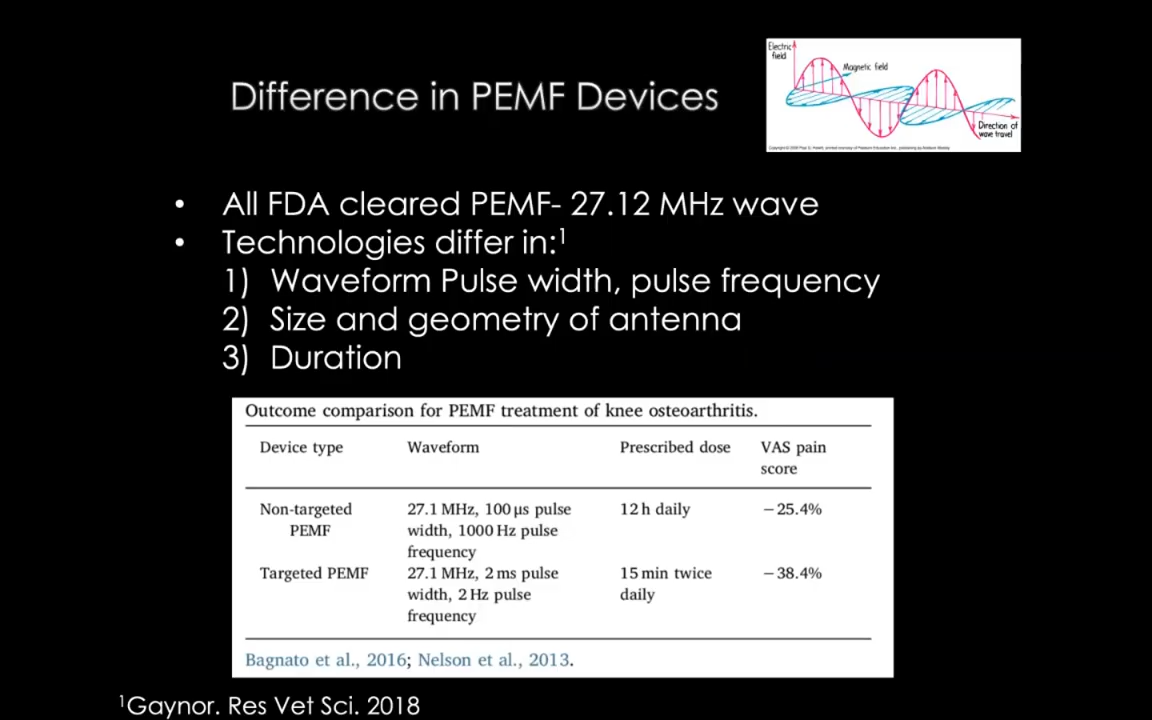 Electric
field
Magnetic field
Direction of
wave travel
Difference in PEMF Devices
• All FDA cleared PEMF- 27.12 MHz wave
• Technologies differ in:¹
1) Waveform Pulse width, pulse frequency
2) Size and geometry of antenna
3) Duration
Outcome comparison for PEMF treatment of knee osteoarthritis.
Device type Waveform Prescribed dose VAS pain
score
Non-targeted 27.1 MHz, 100 μs pulse 12 h daily −25.4%
PEMF width, 1000 Hz pulse
frequency
Targeted PEMF 27.1 MHz, 2 ms pulse 15 min twice −38.4%
width, 2 Hz pulse daily
frequency
Bagnato et al., 2016; Nelson et al., 2013.
¹Gaynor. Res Vet Sci. 2018